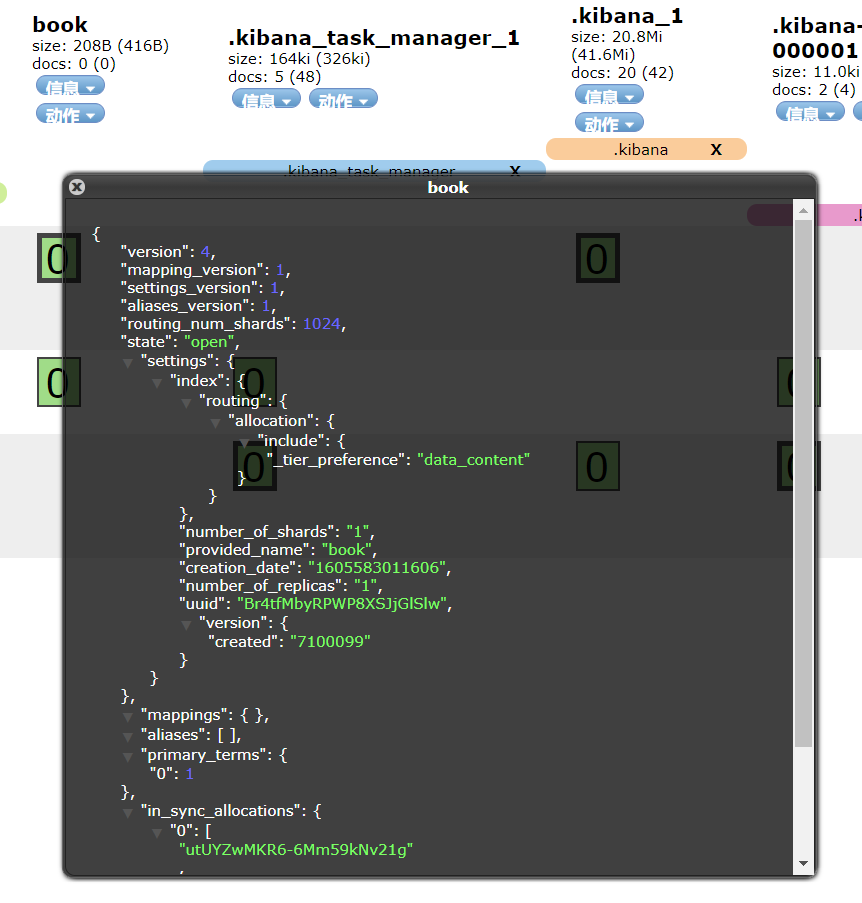 book
size: 208B (416B)
docs: 0 (0)
信息
动作
.kibana_task_manager_1
size: 164ki (326ki)
docs: 5 (48)
信息 动作
.kibana_1
size: 20.8Mi
(41.6Mi)
docs: 20 (42)
信息
动作
.kibana-
000001
size: 11.0ki
docs: 2 (4)
信息
.kibana X
.kibana_task_manager X
book
{
"version": 4,
"mapping_version": 1,
"settings_version": 1,
"aliases_version": 1,
"routing_num_shards": 1024,
"state": "open",
"settings": {
"index": {
"routing": {
"allocation": {
"include": {
"_tier_preference": "data_content"
}
}
},
"number_of_shards": "1",
"provided_name": "book",
"creation_date": "1605583011606",
"number_of_replicas": "1",
"uuid": "Br4tfMbyRPWP8XSJjGlSlw",
"version": {
"created": "7100099"
}
}
},
"mappings": { },
"aliases": [ ],
"primary_terms": {
"0": 1
},
"in_sync_allocations": {
"0": [
"utUYZwMKR6-6Mm59kNv21g"
,
0
0
0
0
0
0
0
0